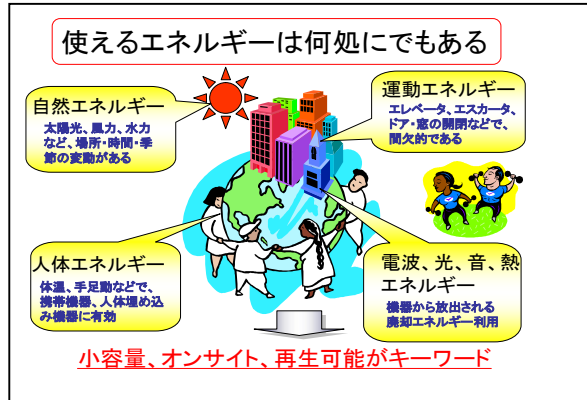 使えるエネルギーは何処にでもある
自然エネルギー
太陽光、風力、水力
など、場所・時間・季
節の変動がある
運動エネルギー
エレベータ、エスカータ、
ドア・窓の開閉などで、
間欠的である
人体エネルギー
体温、手足動などで、
携帯機器、人体埋め込
み機器に有効
電波、光、音、熱
エネルギー
機器から放出される
廃却エネルギー利用
小容量、オンサイト、再生可能がキーワード